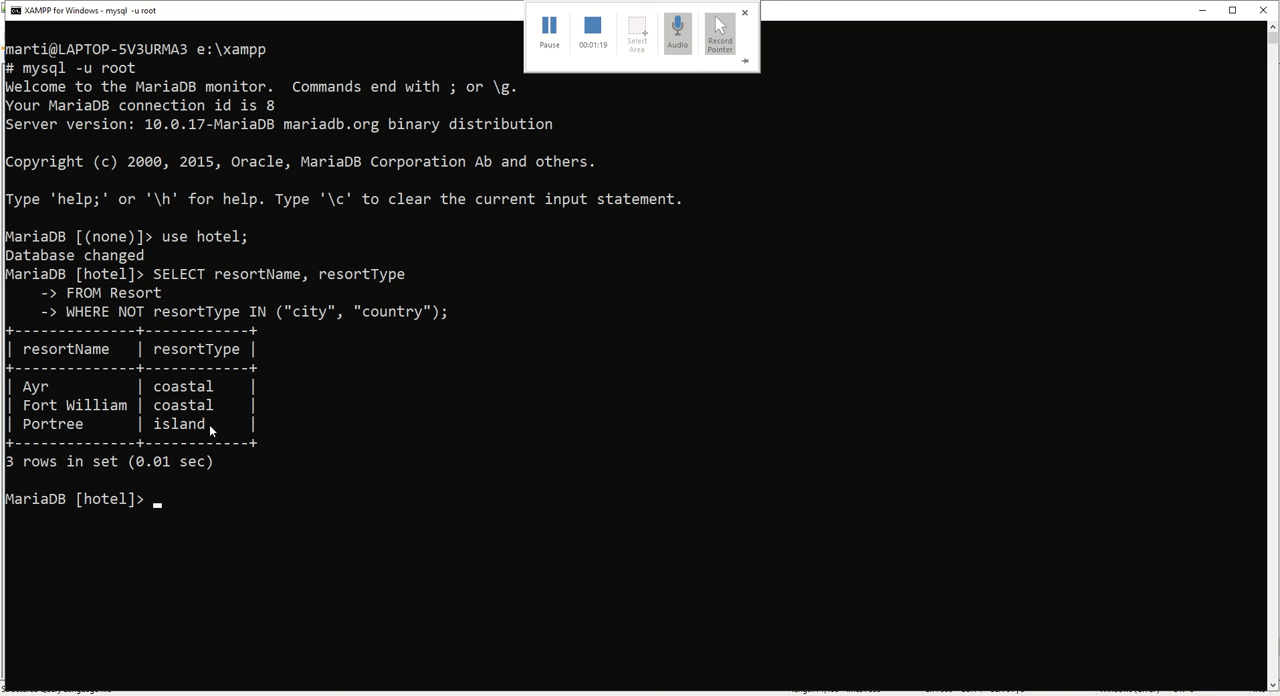 XAMPP for Windows - mysql -u root
Pause
00:01:19
Select Area
Audio
Record Pointer
marti@LAPTOP-5V3URMA3 e:\xampp
# mysql -u root
Welcome to the MariaDB monitor.  Commands end with ; or \g.
Your MariaDB connection id is 8
Server version: 10.0.17-MariaDB mariadb.org binary distribution
Copyright (c) 2000, 2015, Oracle, MariaDB Corporation Ab and others.
Type 'help;' or '\h' for help. Type '\c' to clear the current input statement.
MariaDB [(none)]> use hotel;
Database changed
MariaDB [hotel]> SELECT resortName, resortType
    -> FROM Resort
    -> WHERE NOT resortType IN ("city", "country");
+--------------+------------+
| resortName   | resortType |
+--------------+------------+
| Ayr          | coastal    |
| Fort William | coastal    |
| Portree      | island     |
+--------------+------------+
3 rows in set (0.01 sec)
MariaDB [hotel]>